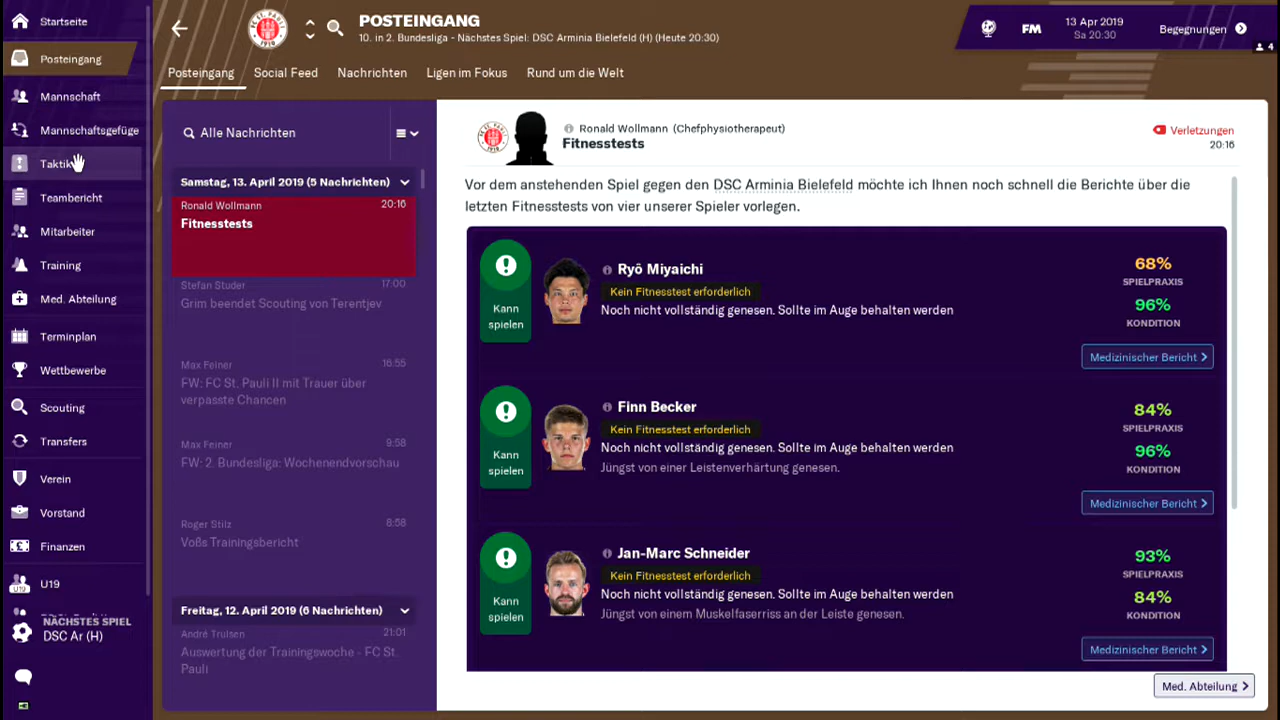 Startseite
Posteingang
Mannschaft
Mannschaftsgefüge
Taktik
Teambericht
Mitarbeiter
Training
Med. Abteilung
Terminplan
Wettbewerbe
Scouting
Transfers
Verein
Vorstand
Finanzen
U19
NÄCHSTES SPIEL
DSC Ar (H)
POSTEINGANG
10. in 2. Bundesliga - Nächstes Spiel: DSC Arminia Bielefeld (H) (Heute 20:30)
FM
13 Apr 2019
Sa 20:30
Begegnungen
4
Posteingang
Social Feed
Nachrichten
Ligen im Fokus
Rund um die Welt
Alle Nachrichten
Samstag, 13. April 2019 (5 Nachrichten)
Ronald Wollmann 20:16
Fitnesstests
Stefan Studer 17:00
Grim beendet Scouting von Terentjev
Max Feiner 16:55
FW: FC St. Pauli II mit Trauer über
verpasste Chancen
Max Feiner 9:58
FW: 2. Bundesliga: Wochenendvorschau
Roger Stilz 8:58
Voßs Trainingsbericht
Freitag, 12. April 2019 (6 Nachrichten)
André Trulsen 21:01
Auswertung der Trainingswoche - FC St.
Pauli
Ronald Wollmann (Chefphysiotherapeut)
Fitnesstests
Verletzungen
20:16
Vor dem anstehenden Spiel gegen den DSC Arminia Bielefeld möchte ich Ihnen noch schnell die Berichte über die
letzten Fitnesstests von vier unserer Spieler vorlegen.
Kann
spielen
Ryô Miyaichi
Kein Fitnesstest erforderlich
Noch nicht vollständig genesen. Sollte im Auge behalten werden
68%
SPIELPRAXIS
96%
KONDITION
Medizinischer Bericht
Kann
spielen
Finn Becker
Kein Fitnesstest erforderlich
Noch nicht vollständig genesen. Sollte im Auge behalten werden
Jüngst von einer Leistenverhärtung genesen.
84%
SPIELPRAXIS
96%
KONDITION
Medizinischer Bericht
Kann
spielen
Jan-Marc Schneider
Kein Fitnesstest erforderlich
Noch nicht vollständig genesen. Sollte im Auge behalten werden
Jüngst von einem Muskelfaserriss an der Leiste genesen.
93%
SPIELPRAXIS
84%
KONDITION
Medizinischer Bericht
Med. Abteilung